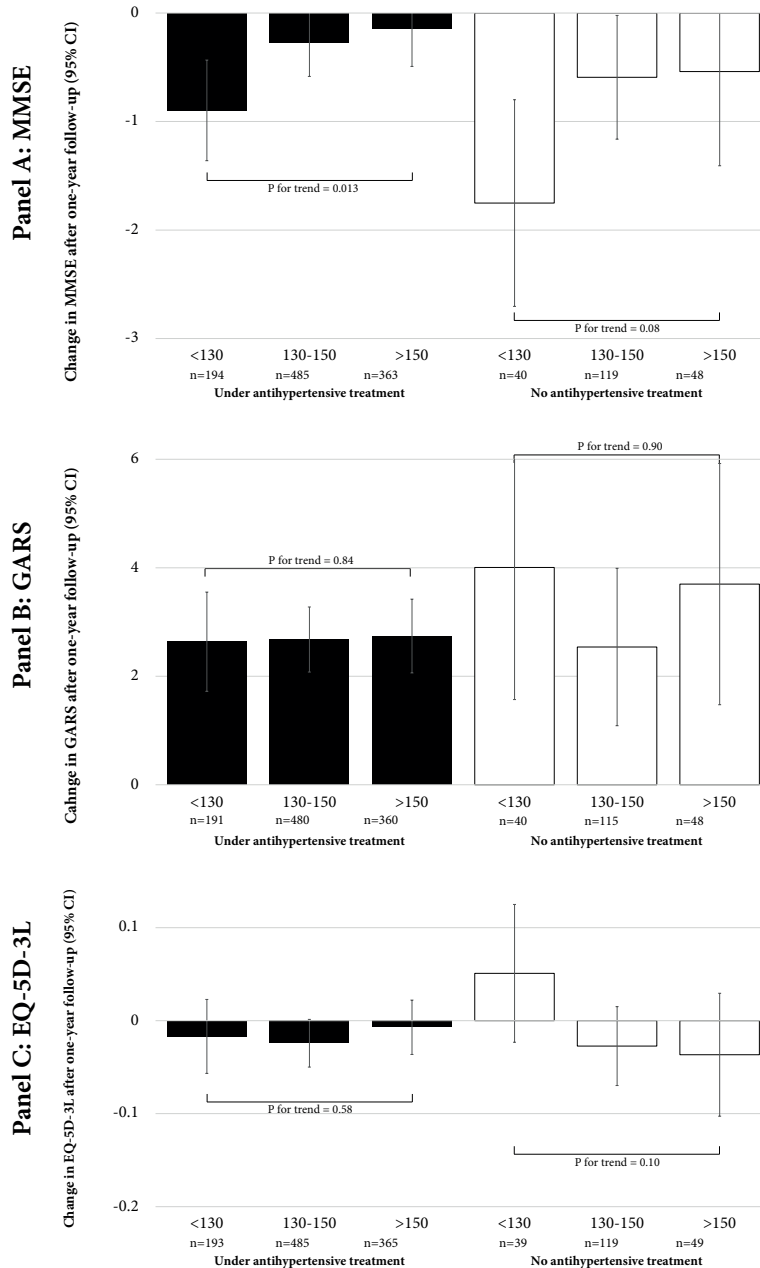 Panel A: MMSE
Change in MMSE after one-year follow-up (95% CI)
0
-1
-2
-3
P for trend = 0.013
P for trend = 0.08
<130 130-150 >150 <130 130-150 >150
n=194 n=485 n=363 n=40 n=119 n=48
Under antihypertensive treatment No antihypertensive treatment
Panel B: GARS
Cahnge in GARS after one-year follow-up (95% CI)
6
4
2
0
P for trend = 0.90
P for trend = 0.84
<130 130-150 >150 <130 130-150 >150
n=191 n=480 n=360 n=40 n=115 n=48
Under antihypertensive treatment No antihypertensive treatment
Panel C: EQ-5D-3L
Change in EQ-5D-3L after one-year follow-up (95% CI)
0.1
0
-0.1
-0.2
P for trend = 0.58
P for trend = 0.10
<130 130-150 >150 <130 130-150 >150
n=193 n=485 n=365 n=39 n=119 n=49
Under antihypertensive treatment No antihypertensive treatment